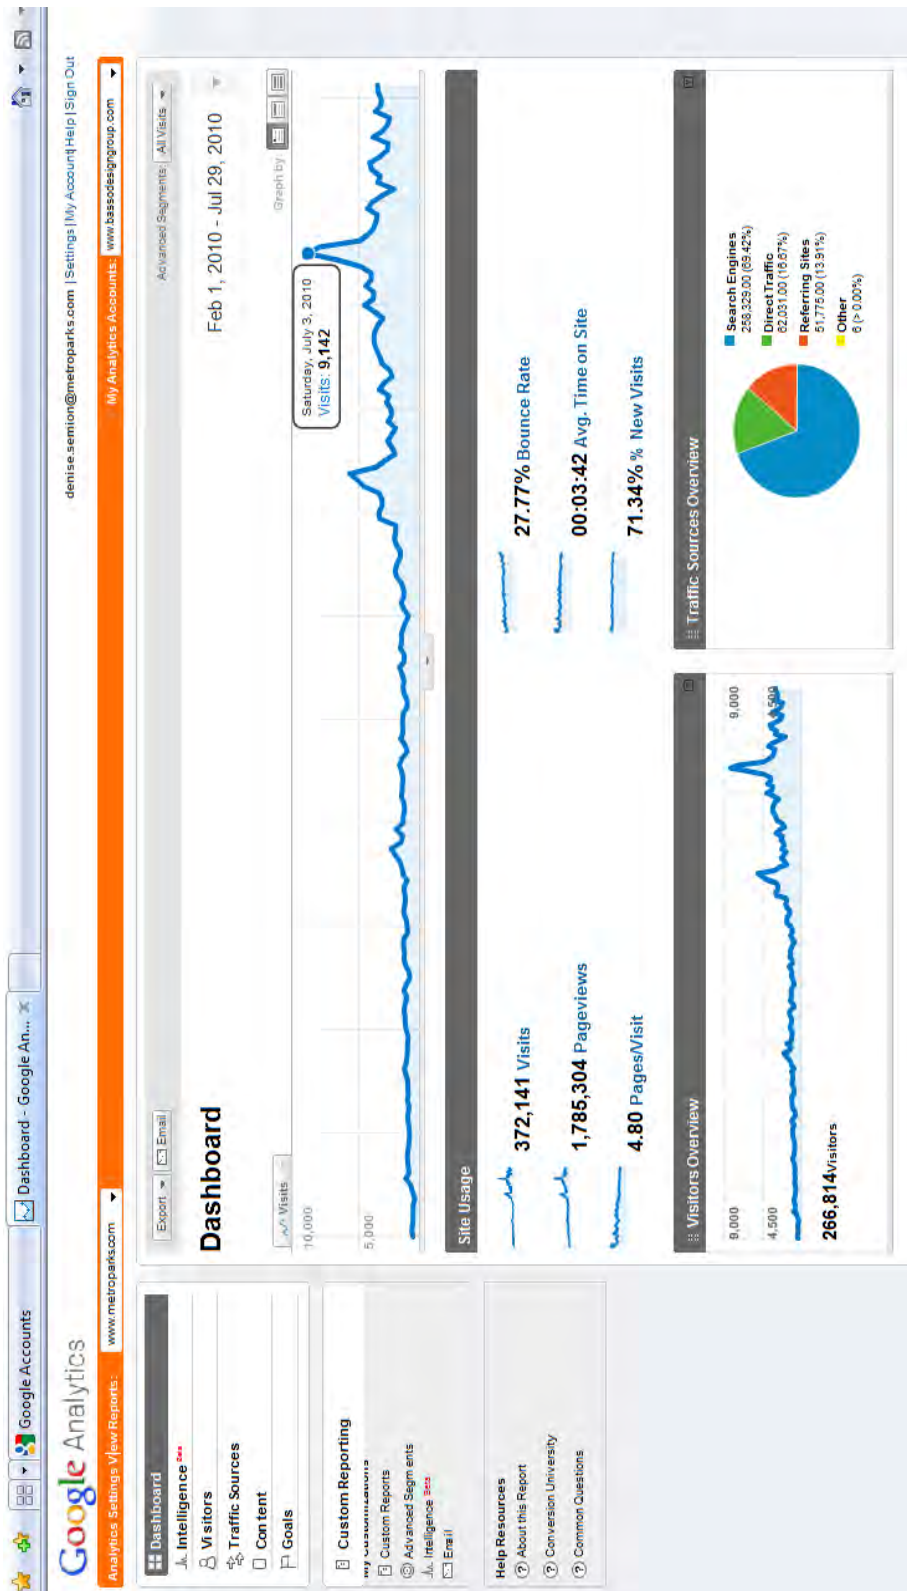 Google Accounts
Dashboard - Google An...
Google Analytics
denise.semion@metroparks.com | Settings | My Account | Help | Sign Out
Analytics Settings View Reports: www.metroparks.com
My Analytics Accounts: www.bassodesigngroup.com
Dashboard
Intelligence Beta
Visitors
Traffic Sources
Content
Goals
Custom Reporting
My Customizations
Custom Reports
Advanced Segments
Intelligence Beta
Email
Help Resources
About this Report
Conversion University
Common Questions
Export
Email
Advanced Segments: All Visits
Dashboard
Feb 1, 2010 - Jul 29, 2010
Visits
Graph by:
10,000
5,000
Saturday, July 3, 2010
Visits: 9,142
Site Usage
372,141 Visits
1,785,304 Pageviews
4.80 Pages/Visit
27.77% Bounce Rate
00:03:42 Avg. Time on Site
71.34% % New Visits
Visitors Overview
9,000
9,000
4,500
4,500
266,814Visitors
Traffic Sources Overview
Search Engines
258,329.00 (69.42%)
Direct Traffic
62,031.00 (16.67%)
Referring Sites
51,775.00 (13.91%)
Other
6 (> 0.00%)